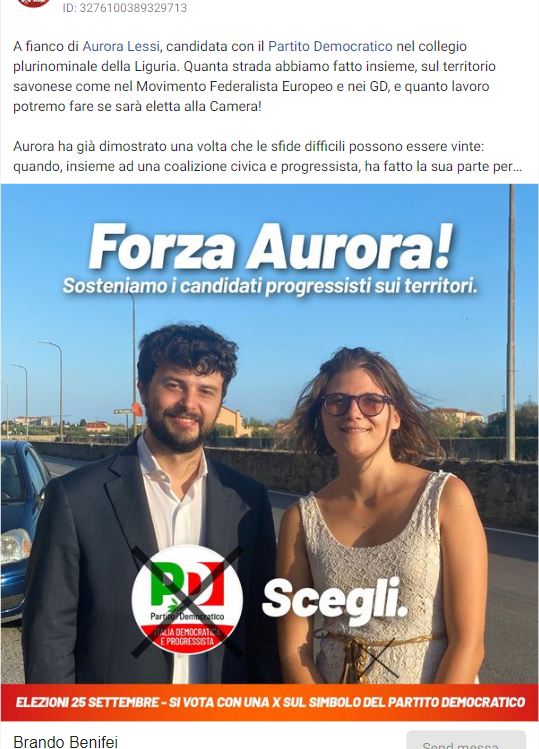 ID: 3276100389329713
A fianco di Aurora Lessi, candidata con il Partito Democratico nel collegio
plurinominale della Liguria. Quanta strada abbiamo fatto insieme, sul territorio
savonese come nel Movimento Federalista Europeo e nei GD, e quanto lavoro
potremo fare se sarà eletta alla Camera!
Aurora ha già dimostrato una volta che le sfide difficili possono essere vinte:
quando, insieme ad una coalizione civica e progressista, ha fatto la sua parte per...
Forza Aurora!
Sosteniamo i candidati progressisti sui territori.
PD
Partito Democratico
ITALIA DEMOCRATICA
E PROGRESSISTA
Scegli.
ELEZIONI 25 SETTEMBRE - SI VOTA CON UNA X SUL SIMBOLO DEL PARTITO DEMOCRATICO
Brando Benifei
Send messa